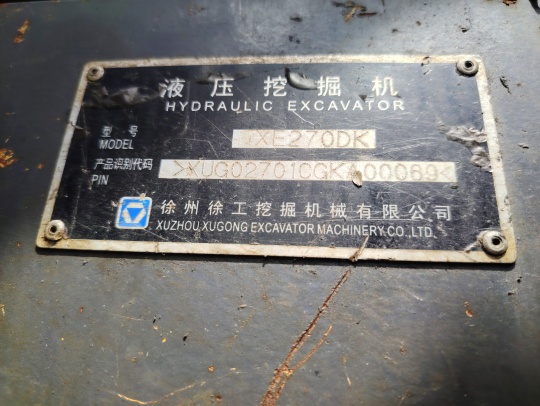 液压挖掘机
HYDRAULIC EXCAVATOR
型号
MODEL
XE270DK
产品识别代码
PIN
徐州徐工挖掘机械有限公司
XUZHOU XUGONG EXCAVATOR MACHINERY CO.,LTD.